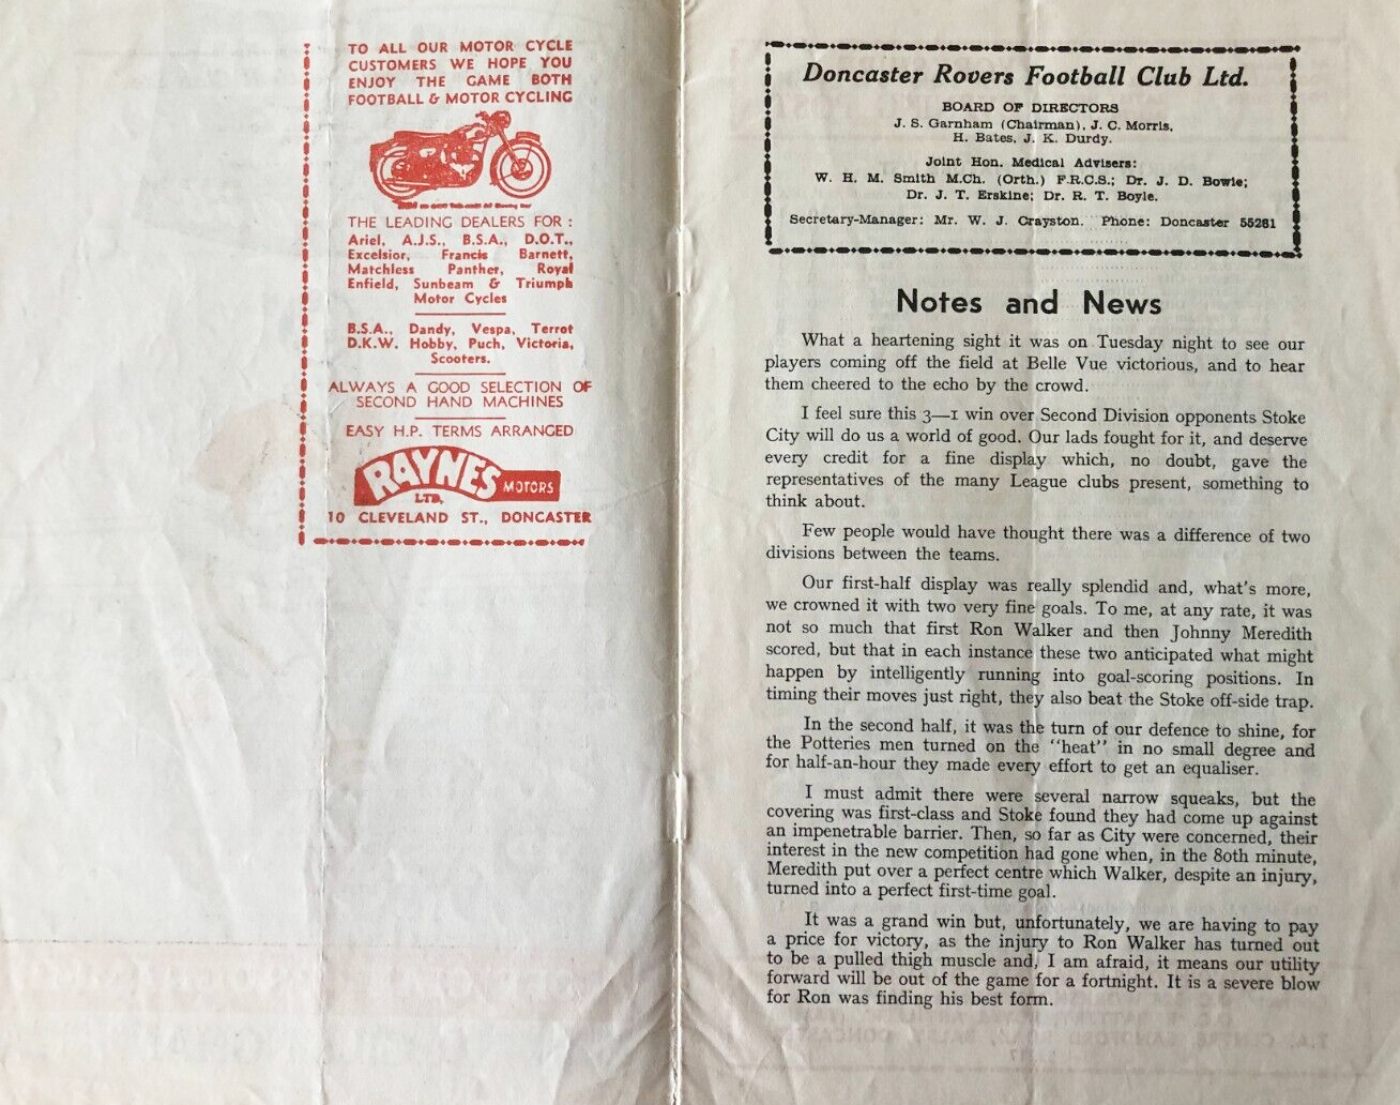 TO ALL OUR MOTOR CYCLE
CUSTOMERS WE HOPE YOU
ENJOY THE GAME BOTH
FOOTBALL & MOTOR CYCLING
THE LEADING DEALERS FOR :
Ariel, A.J.S., B.S.A., D.O.T.,
Excelsior, Francis Barnett,
Matchless Panther, Royal
Enfield, Sunbeam & Triumph
Motor Cycles
B.S.A., Dandy, Vespa, Terrot
D.K.W. Hobby, Puch, Victoria,
Scooters.
ALWAYS A GOOD SELECTION OF
SECOND HAND MACHINES
EASY H.P. TERMS ARRANGED
RAYNES MOTORS
LTD.
10 CLEVELAND ST., DONCASTER
Doncaster Rovers Football Club Ltd.
BOARD OF DIRECTORS
J. S. Garnham (Chairman), J. C. Morris,
H. Bates, J. K. Durdy.
Joint Hon. Medical Advisers:
W. H. M. Smith M.Ch. (Orth.) F.R.C.S.; Dr. J. D. Bowie;
Dr. J. T. Erskine; Dr. R. T. Boyle.
Secretary-Manager: Mr. W. J. Crayston. Phone: Doncaster 55281
Notes and News
What a heartening sight it was on Tuesday night to see our
players coming off the field at Belle Vue victorious, and to hear
them cheered to the echo by the crowd.
I feel sure this 3—1 win over Second Division opponents Stoke
City will do us a world of good. Our lads fought for it, and deserve
every credit for a fine display which, no doubt, gave the
representatives of the many League clubs present, something to
think about.
Few people would have thought there was a difference of two
divisions between the teams.
Our first-half display was really splendid and, what's more,
we crowned it with two very fine goals. To me, at any rate, it was
not so much that first Ron Walker and then Johnny Meredith
scored, but that in each instance these two anticipated what might
happen by intelligently running into goal-scoring positions. In
timing their moves just right, they also beat the Stoke off-side trap.
In the second half, it was the turn of our defence to shine, for
the Potteries men turned on the "heat" in no small degree and
for half-an-hour they made every effort to get an equaliser.
I must admit there were several narrow squeaks, but the
covering was first-class and Stoke found they had come up against
an impenetrable barrier. Then, so far as City were concerned, their
interest in the new competition had gone when, in the 80th minute,
Meredith put over a perfect centre which Walker, despite an injury,
turned into a perfect first-time goal.
It was a grand win but, unfortunately, we are having to pay
a price for victory, as the injury to Ron Walker has turned out
to be a pulled thigh muscle and, I am afraid, it means our utility
forward will be out of the game for a fortnight. It is a severe blow
for Ron was finding his best form.